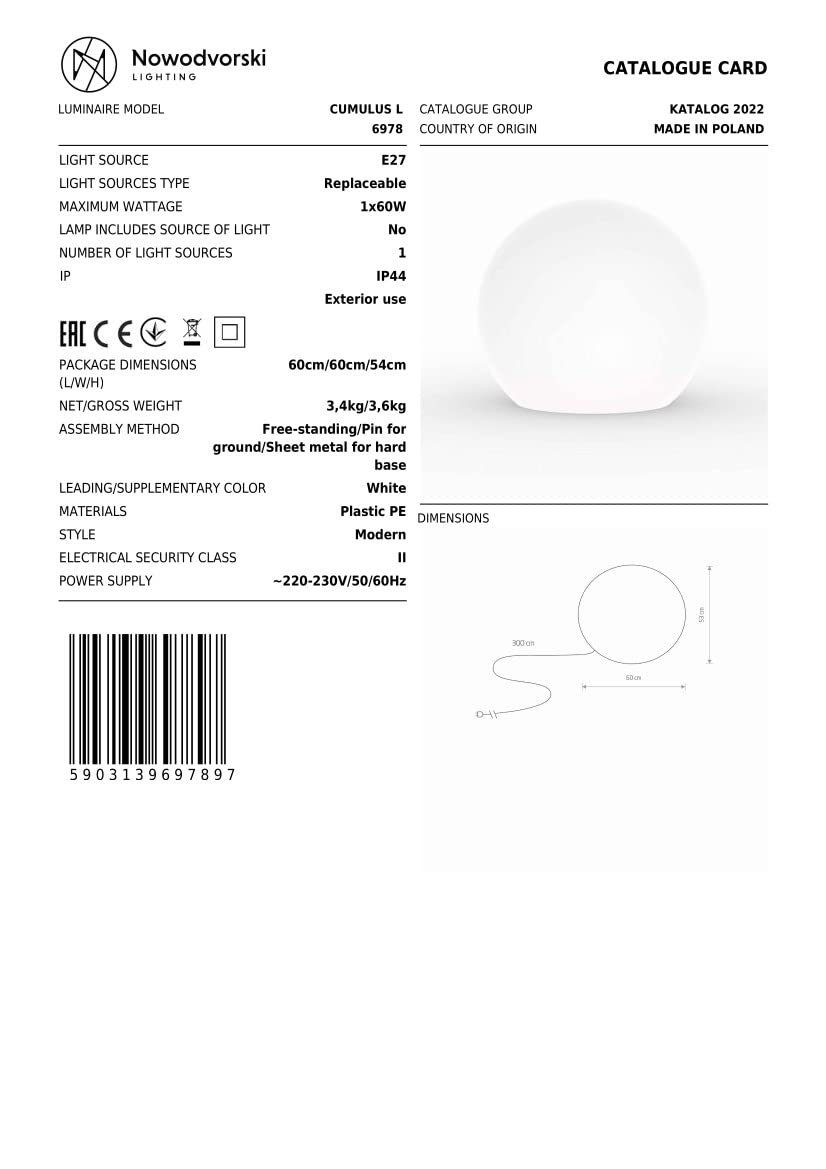 Nowodvorski
LIGHTING
CATALOGUE CARD
LUMINAIRE MODEL CUMULUS L
6978
CATALOGUE GROUP KATALOG 2022
COUNTRY OF ORIGIN MADE IN POLAND
LIGHT SOURCE E27
LIGHT SOURCES TYPE Replaceable
MAXIMUM WATTAGE 1x60W
LAMP INCLUDES SOURCE OF LIGHT No
NUMBER OF LIGHT SOURCES 1
IP IP44
Exterior use
EAC CE
PACKAGE DIMENSIONS 60cm/60cm/54cm
(L/W/H)
NET/GROSS WEIGHT 3,4kg/3,6kg
ASSEMBLY METHOD Free-standing/Pin for
ground/Sheet metal for hard
base
LEADING/SUPPLEMENTARY COLOR White
MATERIALS Plastic PE
STYLE Modern
ELECTRICAL SECURITY CLASS II
POWER SUPPLY ~220-230V/50/60Hz
5903139697897
DIMENSIONS
300 cm
53 cm
60 cm